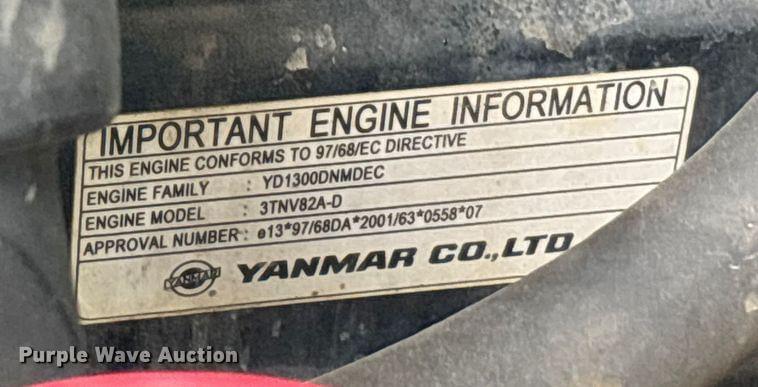 IMPORTANT ENGINE INFORMATION
THIS ENGINE CONFORMS TO 97/68/EC DIRECTIVE
ENGINE FAMILY : YD1300DNMDEC
ENGINE MODEL : 3TNV82A-D
APPROVAL NUMBER : e13*97/68DA*2001/63*0558*07
YANMAR ® YANMAR CO.,LTD
Purple Wave Auction